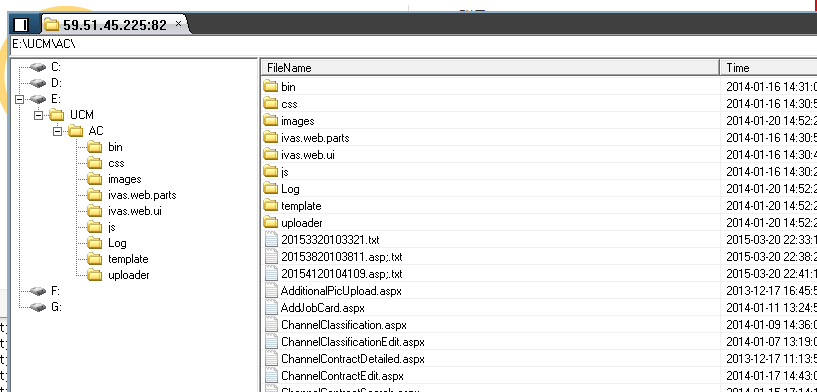 59.51.45.225:82
E:\UCM\AC\
C:
D:
E:
UCM
AC
bin
css
images
ivas.web.parts
ivas.web.ui
js
Log
template
uploader
F:
G:
FileName Time
bin 2014-01-16 14:31:0
css 2014-01-16 14:30:5
images 2014-01-20 14:52:2
ivas.web.parts 2014-01-16 14:30:5
ivas.web.ui 2014-01-16 14:30:4
js 2014-01-16 14:30:2
Log 2014-01-20 14:52:2
template 2014-01-20 14:52:2
uploader 2014-01-20 14:52:2
20153320103321.txt 2015-03-20 22:33:1
20153820103811.asp;.txt 2015-03-20 22:38:2
20154120104109.asp;.txt 2015-03-20 22:41:1
AdditionalPicUpload.aspx 2013-12-17 16:45:5
AddJobCard.aspx 2014-01-11 13:24:5
ChannelClassification.aspx 2014-01-09 14:36:0
ChannelClassificationEdit.aspx 2014-01-07 13:19:0
ChannelContractDetailed.aspx 2013-12-17 11:13:5
ChannelContractEdit.aspx 2014-01-17 14:43:0